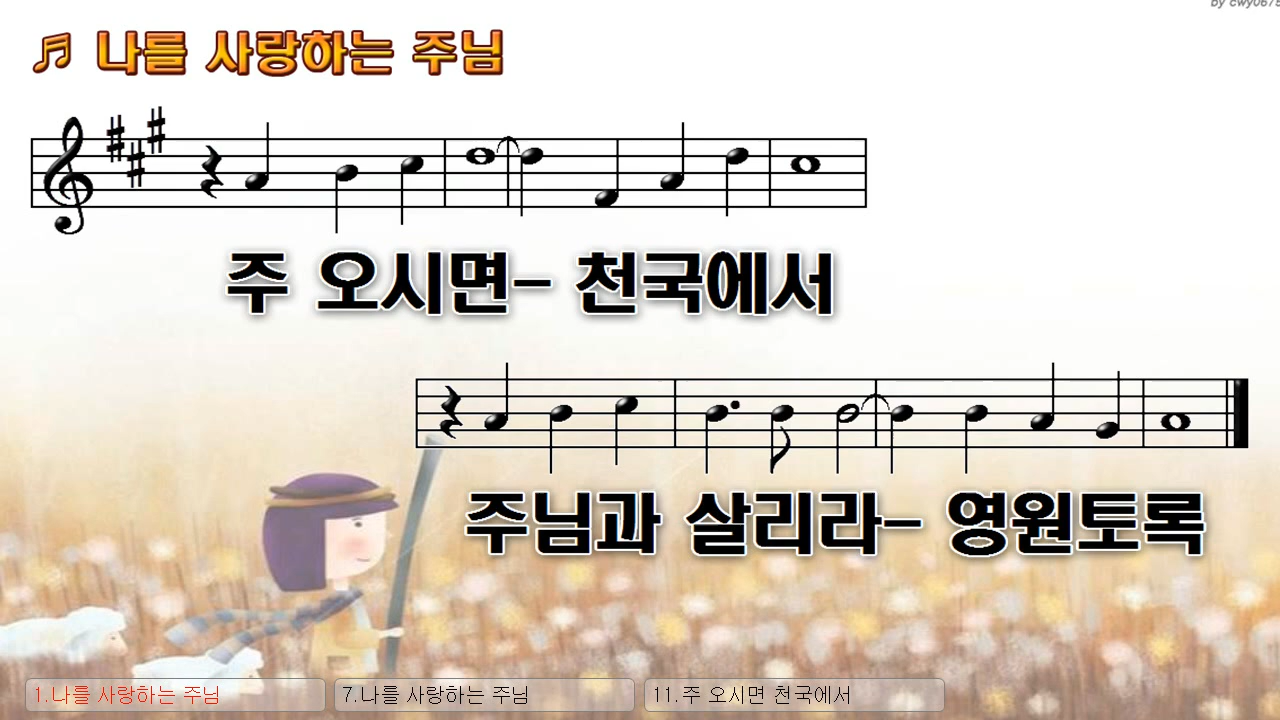 by cwy0675
♬ 나를 사랑하는 주님
주 오시면- 천국에서
주님과 살리라- 영원토록
1.나를 사랑하는 주님
7.나를 사랑하는 주님
11.주 오시면 천국에서